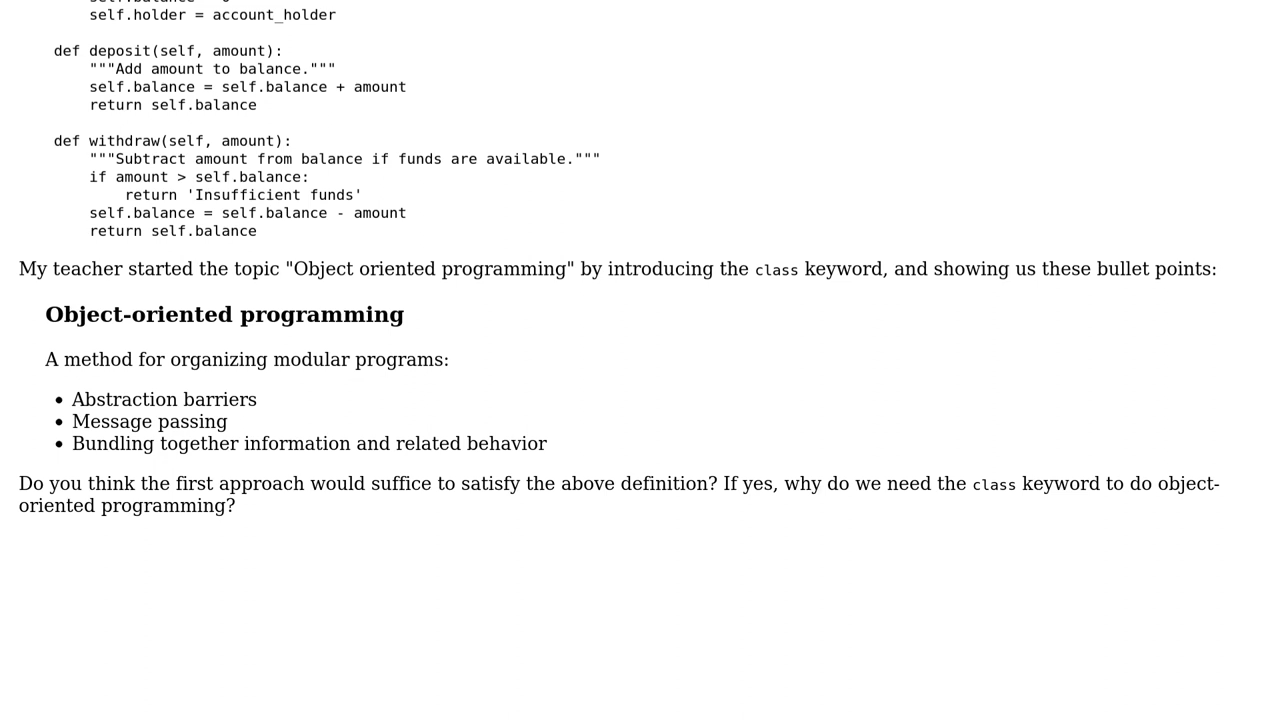 self.balance = 0
        self.holder = account_holder

    def deposit(self, amount):
        """Add amount to balance."""
        self.balance = self.balance + amount
        return self.balance

    def withdraw(self, amount):
        """Subtract amount from balance if funds are available."""
        if amount > self.balance:
            return 'Insufficient funds'
        self.balance = self.balance - amount
        return self.balance
My teacher started the topic "Object oriented programming" by introducing the class keyword, and showing us these bullet points:
Object-oriented programming
A method for organizing modular programs:
• Abstraction barriers
• Message passing
• Bundling together information and related behavior
Do you think the first approach would suffice to satisfy the above definition? If yes, why do we need the class keyword to do object-
oriented programming?